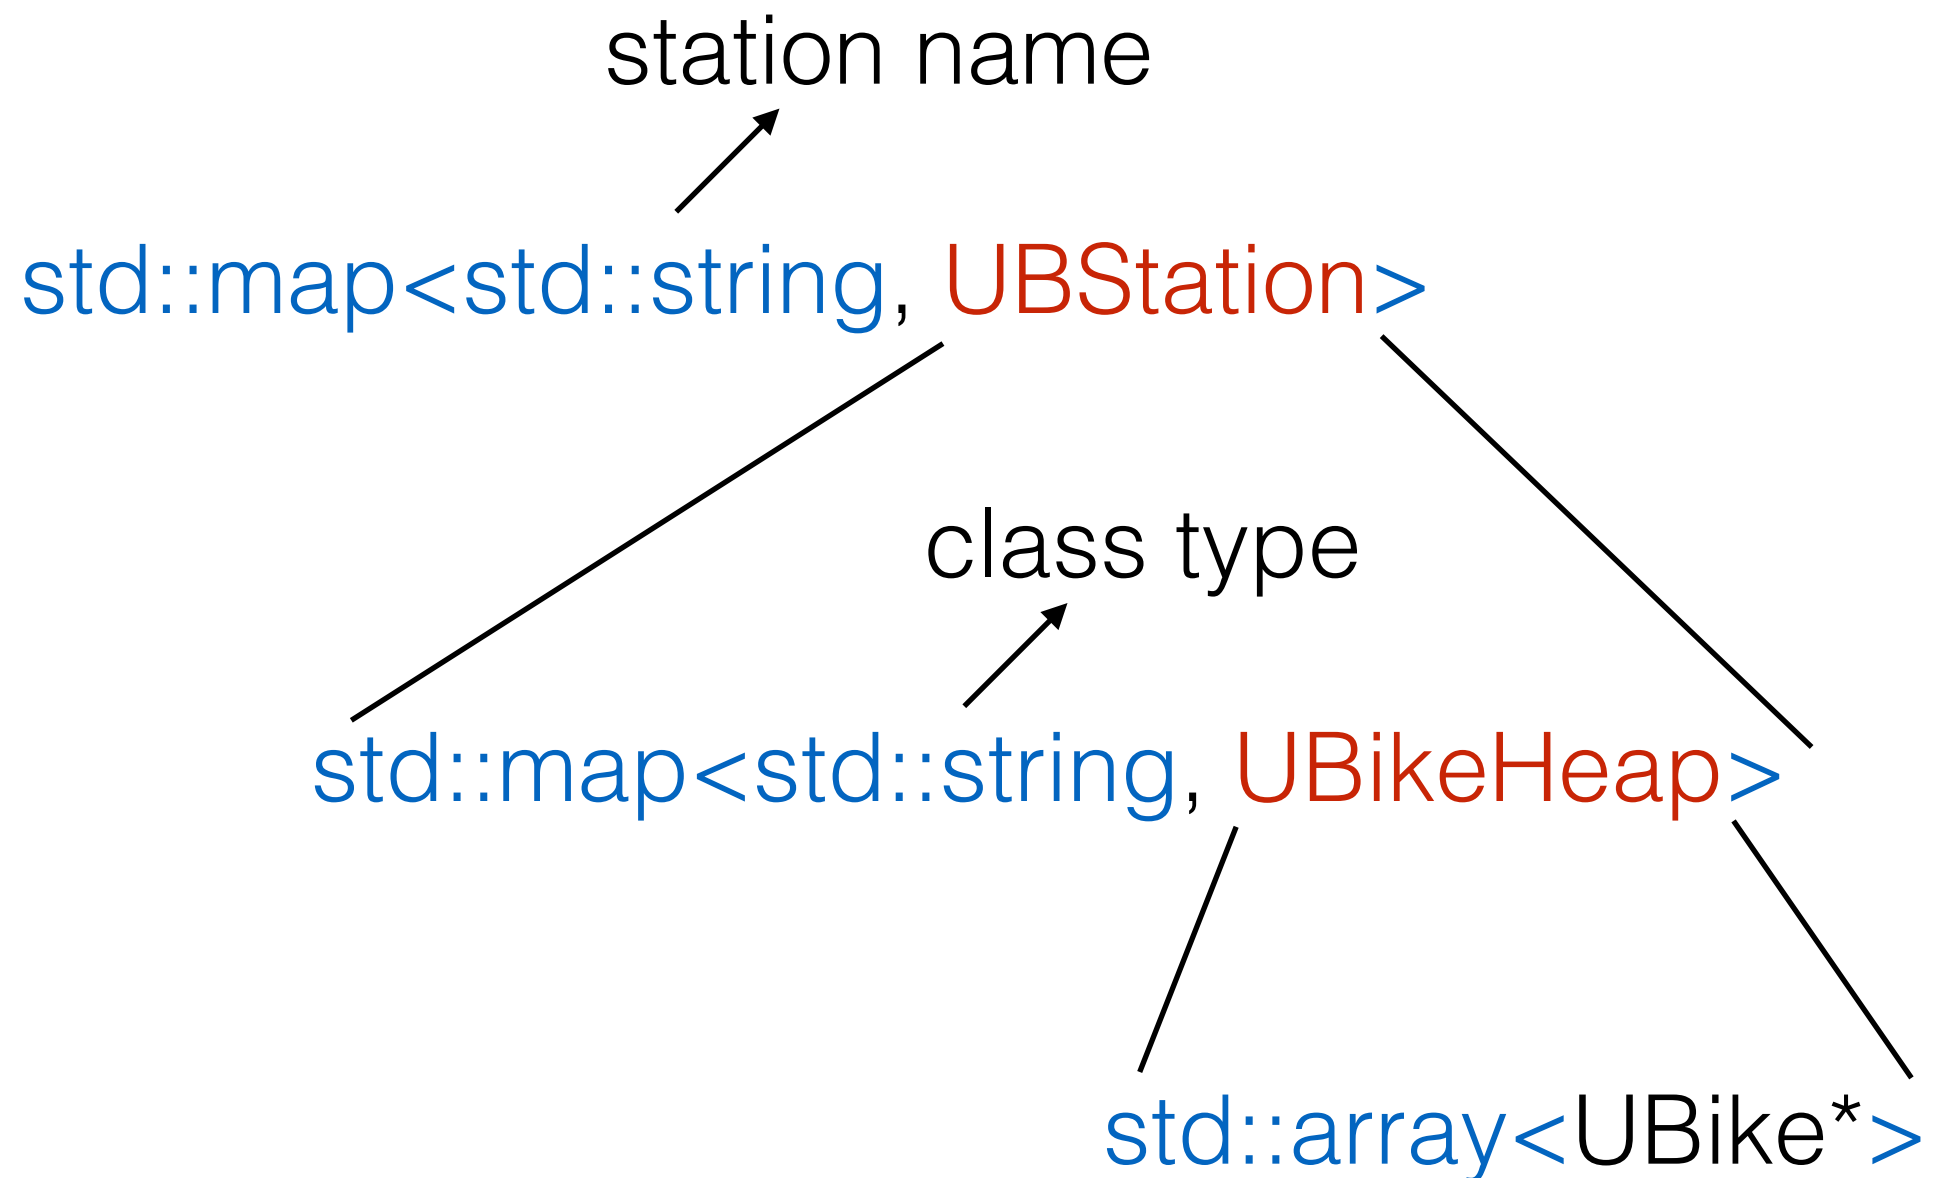 station name
std::map<std::string, UBStation>
class type
std::map<std::string, UBikeHeap>
std::array<UBike*>